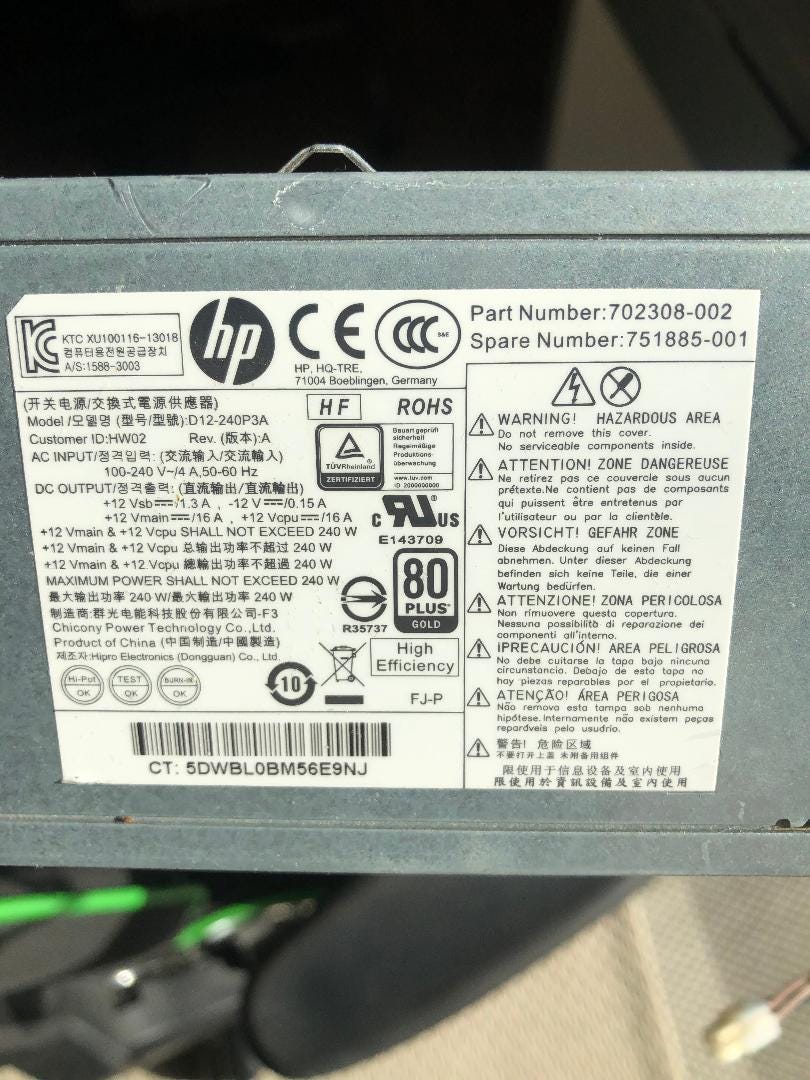 KTC XU100116-13018
컴퓨터용전원공급장치
A/S:1588-3003
hp
CE
CCC S&E
HP, HQ-TRE,
71004 Boeblingen, Germany
Part Number:702308-002
Spare Number:751885-001
(开关电源/交換式電源供應器)
Model /모델명 (型号/型號):D12-240P3A
Customer ID:HW02 Rev. (版本):A
AC INPUT/정격입력: (交流输入/交流輸入)
100-240 V~/4 A,50-60 Hz
DC OUTPUT/정격출력: (直流输出/直流輸出)
+12 Vsb⎓/1.3 A , -12 V⎓/0.15 A
+12 Vmain⎓/16 A , +12 Vcpu⎓/16 A
+12 Vmain & +12 Vcpu SHALL NOT EXCEED 240 W
+12 Vmain & +12 Vcpu 总输出功率不超过 240 W
+12 Vmain & +12 Vcpu 總輸出功率不超過 240 W
MAXIMUM POWER SHALL NOT EXCEED 240 W
最大输出功率 240 W/最大輸出功率 240 W
制造商:群光电能科技股份有限公司-F3
Chicony Power Technology Co.,Ltd.
Product of China (中国制造/中國製造)
제조자:Hipro Electronics (Dongguan) Co., Ltd.
Hi-Pot
OK
TEST
OK
BURN-IN
OK
HF ROHS
TÜVRheinland
ZERTIFIZIERT
Bauart geprüft
sicherheit
Regelmäßige
Produktions-
überwachung
www.tuv.com
ID 2000000000
c RU ® US
E143709
R35737
80
PLUS
GOLD
High
Efficiency
10
FJ-P
CT: 5DWBL0BM56E9NJ
WARNING! HAZARDOUS AREA
Do not remove this cover.
No serviceable components inside.
ATTENTION! ZONE DANGEREUSE
Ne retirez pas ce couvercle sous aucun
prétexte.Ne contient pas de composants
qui puissent être entretenus par
l'utilisateur ou par la clientèle.
VORSICHT! GEFAHR ZONE
Diese Abdeckung auf keinen Fall
abnehmen. Unter dieser Abdeckung
befinden sich keine Teile, die einer
Wartung bedürfen.
ATTENZIONE! ZONA PERICOLOSA
Non rimuovere questa copertura.
Nessuna possibilità di reparazione dei
componenti all'interno.
¡PRECAUCIÓN! AREA PELIGROSA
No debe cuitarse la tapa bajo ninguna
circunstancia. Debajo de esta tapa no
hay piezas reparables por el propietario.
ATENÇÃO! ÁREA PERIGOSA
Não remova esta tampa sob nenhuma
hipótese.Internamente não existem peças
reparáveis pelo usudrio.
警告! 危险区域
不要打开上盖 未附备用组件
限使用于信息设备及室内使用
限使用於資訊設備及室內使用